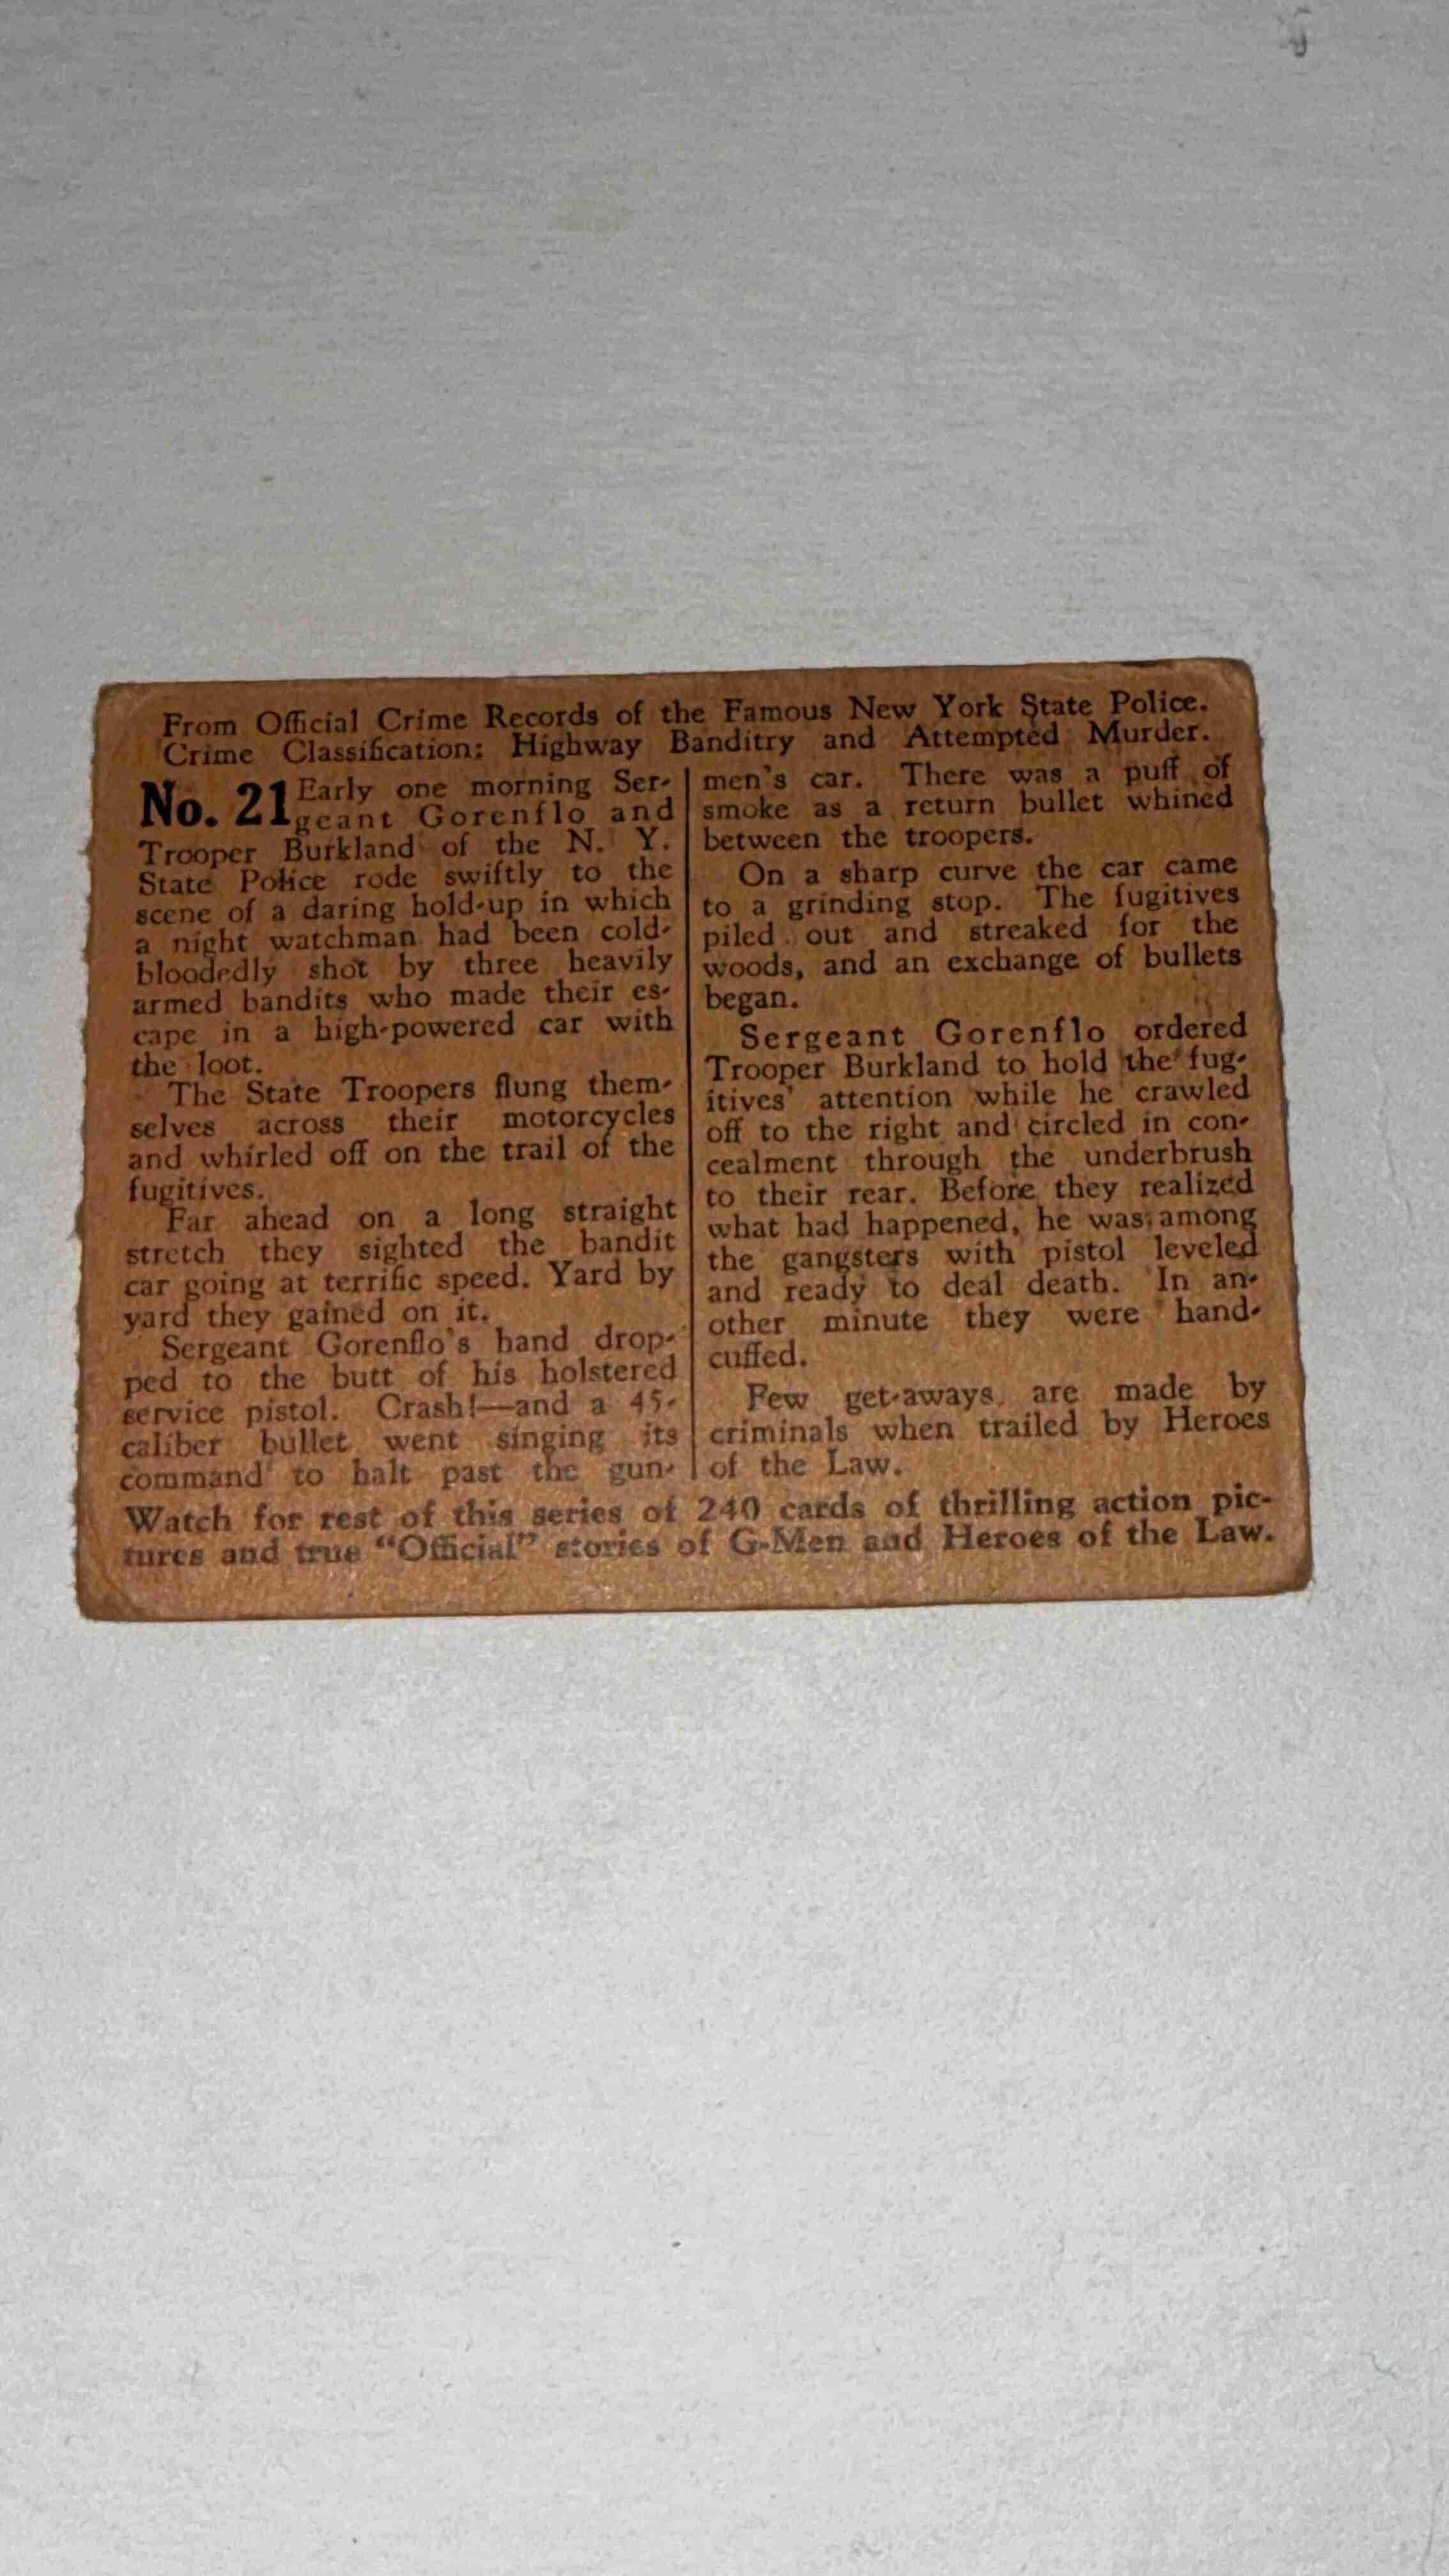 From Official Crime Records of the Famous New York State Police.
Crime Classification: Highway Banditry and Attempted Murder.
No. 21 Early one morning Ser-
geant Gorenflo and
Trooper Burkland of the N. Y.
State Police rode swiftly to the
scene of a daring hold-up in which
a night watchman had been cold-
bloodedly shot by three heavily
armed bandits who made their es-
cape in a high-powered car with
the loot.
The State Troopers flung them-
selves across their motorcycles
and whirled off on the trail of the
fugitives.
Far ahead on a long straight
stretch they sighted the bandit
car going at terrific speed. Yard by
yard they gained on it.
Sergeant Gorenflo's hand drop-
ped to the butt of his holstered
service pistol. Crash!—and a 45-
caliber bullet went singing its
command to halt past the gun-
men's car. There was a puff of
smoke as a return bullet whined
between the troopers.
On a sharp curve the car came
to a grinding stop. The fugitives
piled out and streaked for the
woods, and an exchange of bullets
began.
Sergeant Gorenflo ordered
Trooper Burkland to hold the fug-
itives' attention while he crawled
off to the right and circled in con-
cealment through the underbrush
to their rear. Before they realized
what had happened, he was among
the gangsters with pistol leveled
and ready to deal death. In an-
other minute they were hand-
cuffed.
Few get-aways are made by
criminals when trailed by Heroes
of the Law.
Watch for rest of this series of 240 cards of thrilling action pic-
tures and true "Official" stories of G-Men and Heroes of the Law.